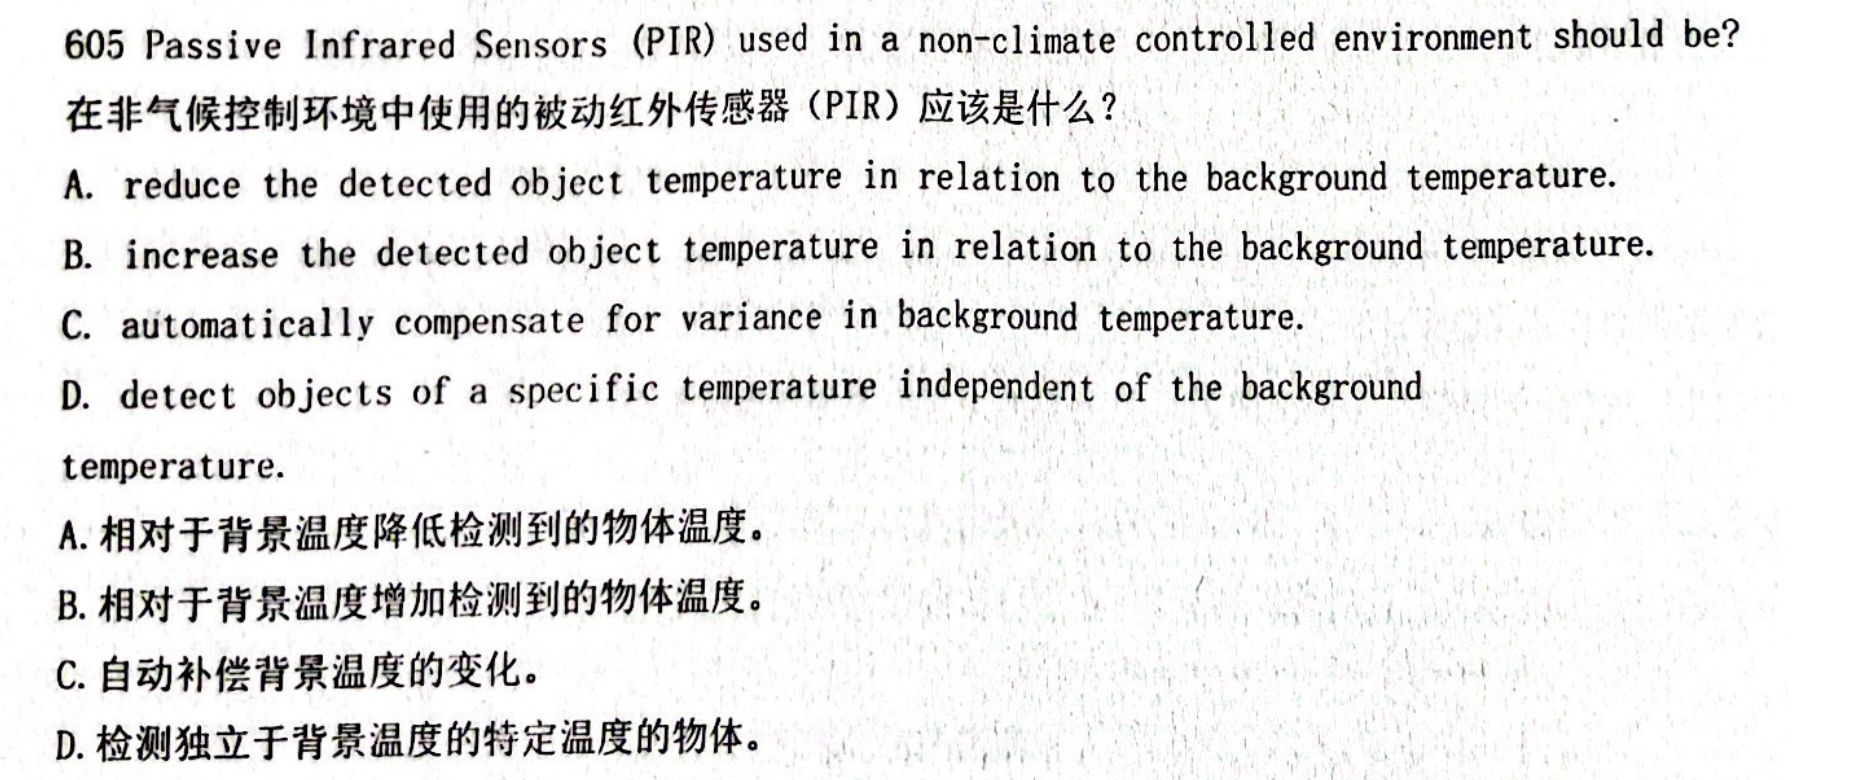 605 Passive Infrared Sensors (PIR) used in a non-climate controlled environment should be?
在非气候控制环境中使用的被动红外传感器（PIR）应该是什么？
A. reduce the detected object temperature in relation to the background temperature.
B. increase the detected object temperature in relation to the background temperature.
C. automatically compensate for variance in background temperature.
D. detect objects of a specific temperature independent of the background
temperature.
A. 相对于背景温度降低检测到的物体温度。
B. 相对于背景温度增加检测到的物体温度。
C. 自动补偿背景温度的变化。
D. 检测独立于背景温度的特定温度的物体。